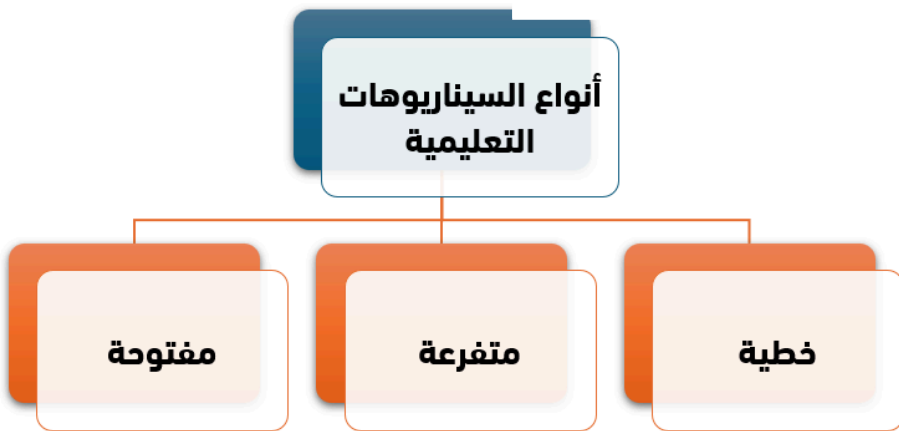 أنواع السيناريوهات
التعليمية
خطية
متفرعة
مفتوحة